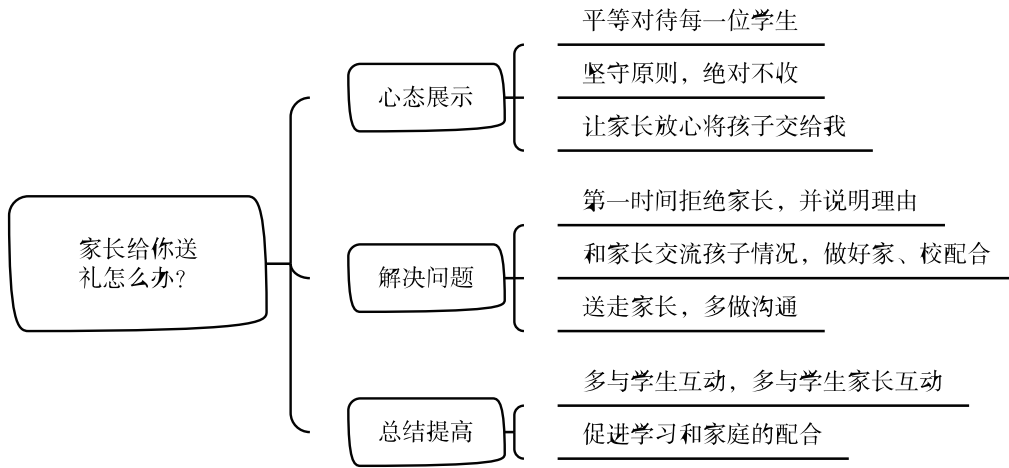 家长给你送
礼怎么办?
心态展示
平等对待每一位学生
坚守原则，绝对不收
让家长放心将孩子交给我
解决问题
第一时间拒绝家长，并说明理由
和家长交流孩子情况，做好家、校配合
送走家长，多做沟通
总结提高
多与学生互动，多与学生家长互动
促进学习和家庭的配合